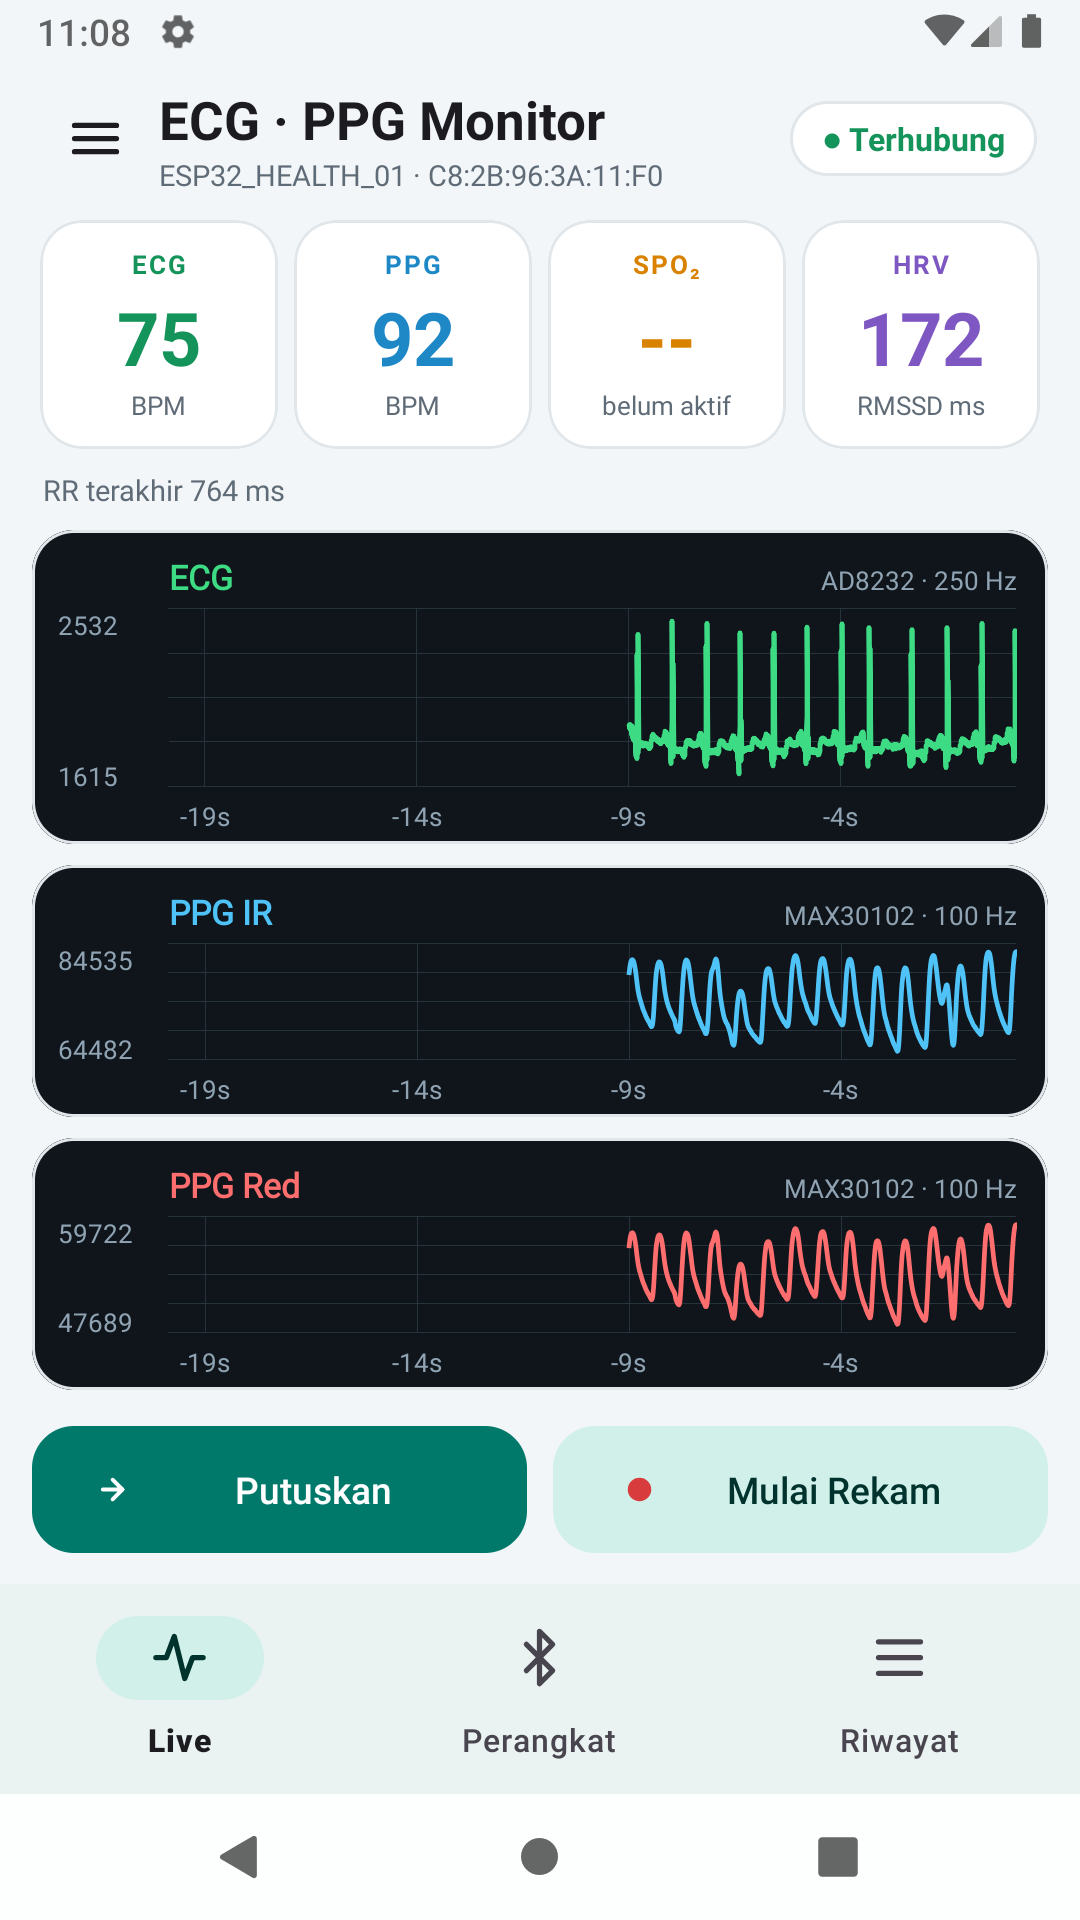 11:08
ECG · PPG Monitor
ESP32_HEALTH_01 · C8:2B:96:3A:11:F0
● Terhubung
ECG
75
BPM
PPG
92
BPM
SPO₂
--
belum aktif
HRV
172
RMSSD ms
RR terakhir 764 ms
ECG
AD8232 · 250 Hz
2532
1615
-19s -14s -9s -4s
PPG IR
MAX30102 · 100 Hz
84535
64482
-19s -14s -9s -4s
PPG Red
MAX30102 · 100 Hz
59722
47689
-19s -14s -9s -4s
Putuskan
Mulai Rekam
Live
Perangkat
Riwayat